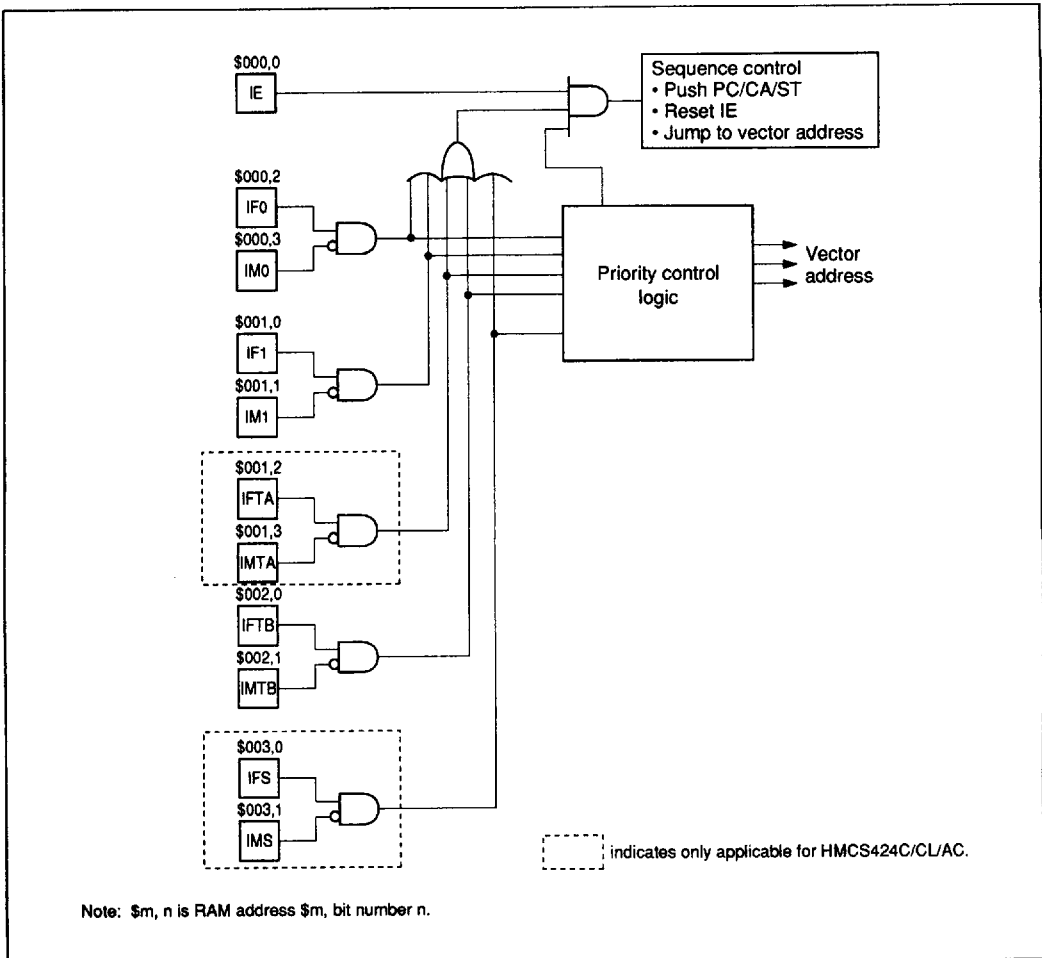 $000,0
IE
Sequence control
• Push PC/CA/ST
• Reset IE
• Jump to vector address
$000,2
IF0
$000,3
IM0
Priority control
logic
Vector
address
$001,0
IF1
$001,1
IM1
$001,2
IFTA
$001,3
IMTA
$002,0
IFTB
$002,1
IMTB
$003,0
IFS
$003,1
IMS
indicates only applicable for HMCS424C/CL/AC.
Note: $m, n is RAM address $m, bit number n.